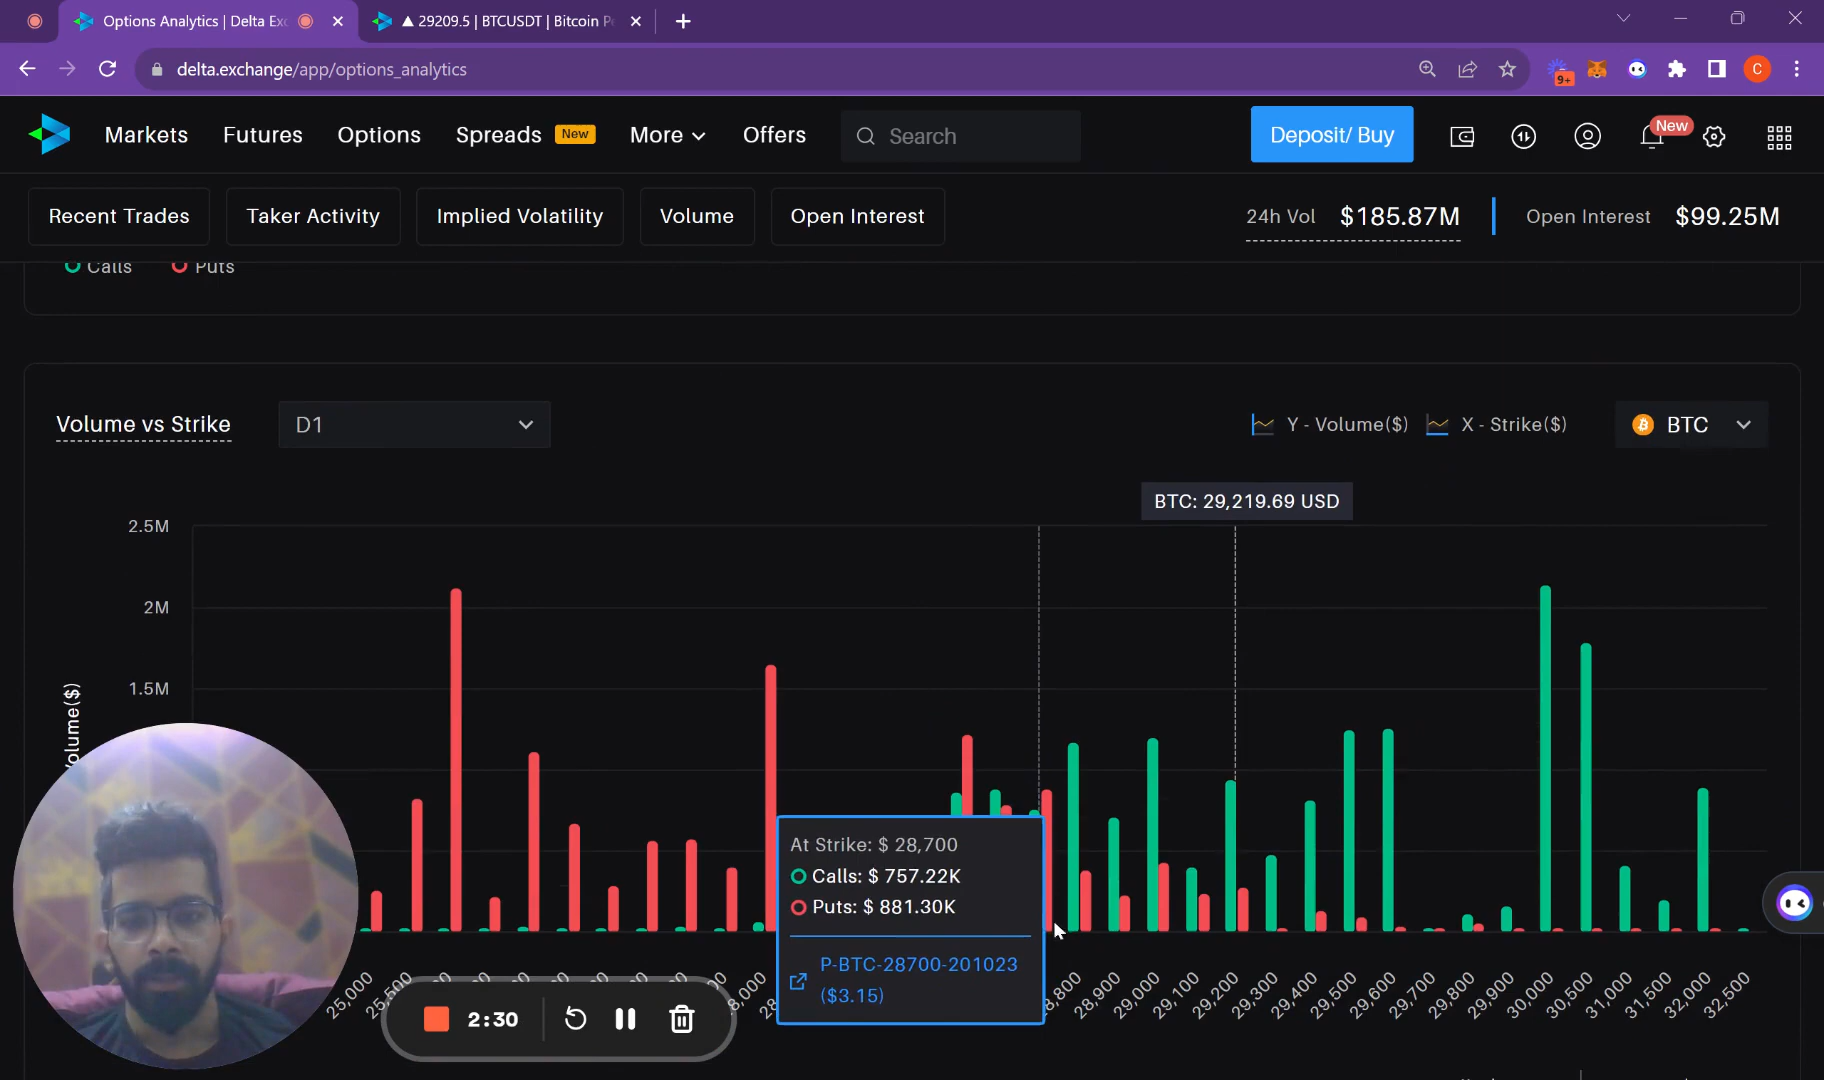 Options Analytics | Delta Exc
▲ 29209.5 | BTCUSDT | Bitcoin P
delta.exchange/app/options_analytics
9+
C
Markets
Futures
Options
Spreads
New
More
Offers
Search
Deposit/ Buy
New
Recent Trades
Taker Activity
Implied Volatility
Volume
Open Interest
24h Vol
$185.87M
Open Interest
$99.25M
Calls
Puts
Volume vs Strike
D1
Y - Volume($)
X - Strike($)
BTC
BTC: 29,219.69 USD
2.5M
2M
1.5M
Volume($)
At Strike: $ 28,700
Calls: $ 757.22K
Puts: $ 881.30K
P-BTC-28700-201023
($3.15)
25,000
28,900
29,000
29,100
29,200
29,300
29,400
29,500
29,600
29,700
29,800
29,900
30,000
30,500
31,000
31,500
32,000
32,500
2:30